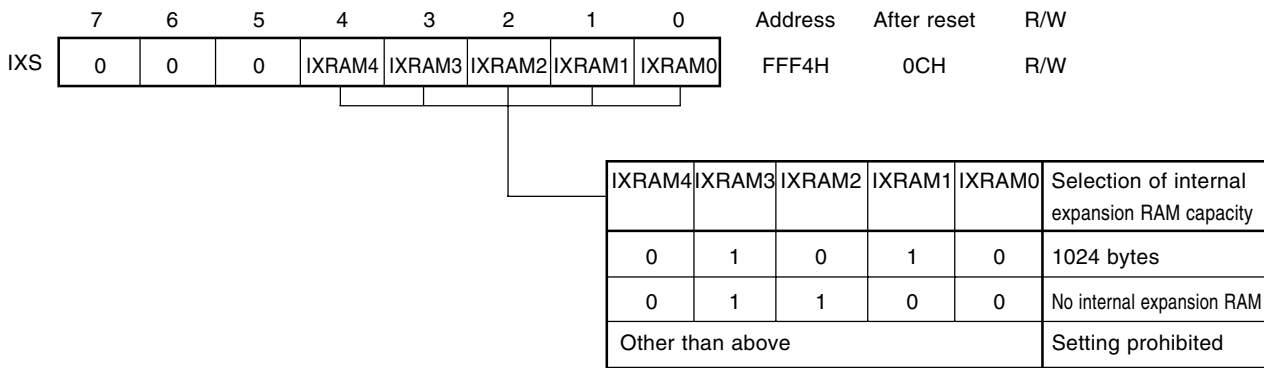 7 6 5 4 3 2 1 0 Address After reset R/W
IXS 0 0 0 IXRAM4 IXRAM3 IXRAM2 IXRAM1 IXRAM0 FFF4H 0CH R/W
IXRAM4 IXRAM3 IXRAM2 IXRAM1 IXRAM0 Selection of internal
expansion RAM capacity
0 1 0 1 0 1024 bytes
0 1 1 0 0 No internal expansion RAM
Other than above Setting prohibited